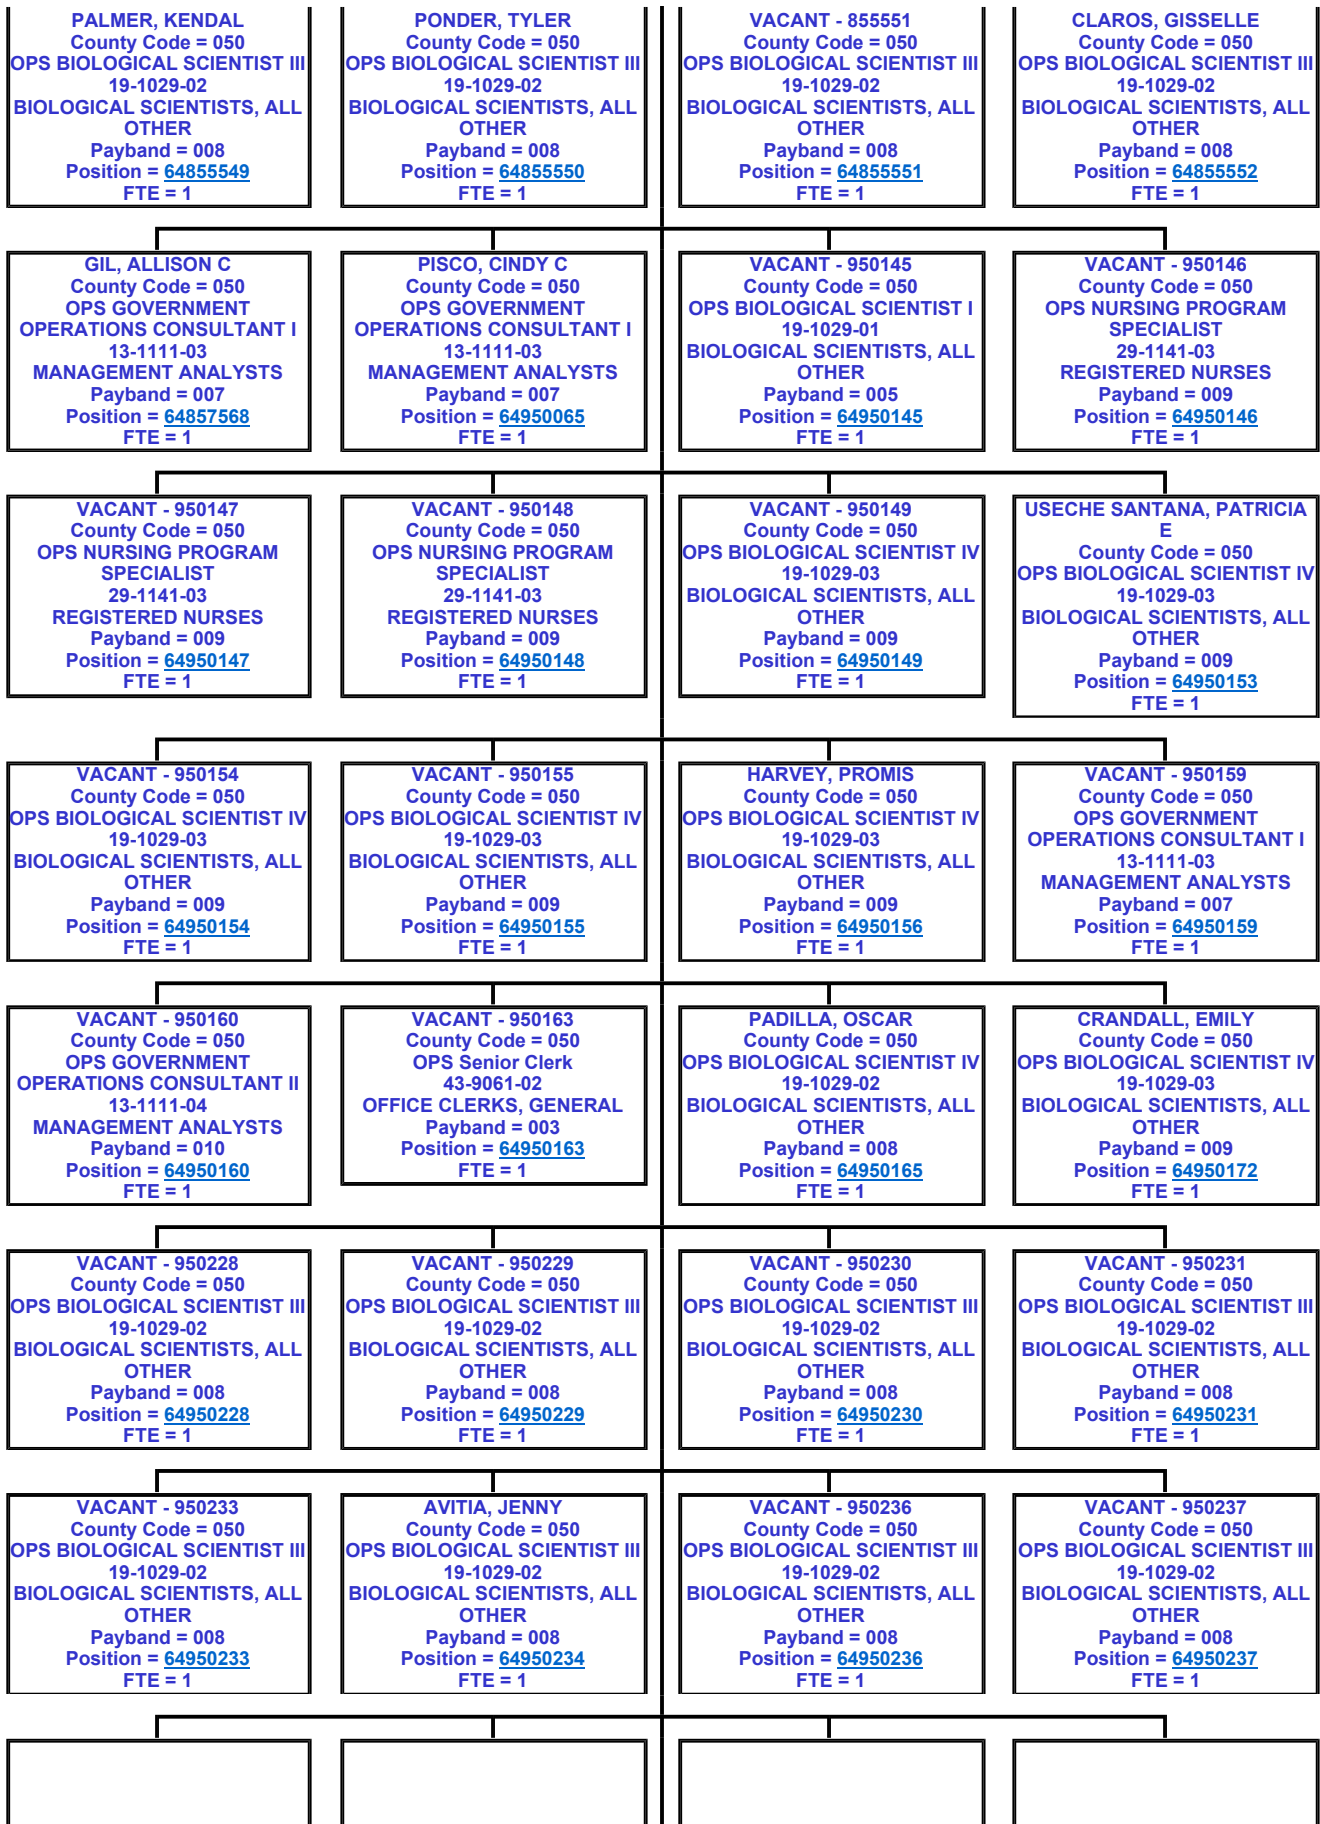 PALMER, KENDAL
County Code = 050
OPS BIOLOGICAL SCIENTIST III
19-1029-02
BIOLOGICAL SCIENTISTS, ALL
OTHER
Payband = 008
Position = 64855549
FTE = 1
PONDER, TYLER
County Code = 050
OPS BIOLOGICAL SCIENTIST III
19-1029-02
BIOLOGICAL SCIENTISTS, ALL
OTHER
Payband = 008
Position = 64855550
FTE = 1
VACANT - 855551
County Code = 050
OPS BIOLOGICAL SCIENTIST III
19-1029-02
BIOLOGICAL SCIENTISTS, ALL
OTHER
Payband = 008
Position = 64855551
FTE = 1
CLAROS, GISSELLE
County Code = 050
OPS BIOLOGICAL SCIENTIST III
19-1029-02
BIOLOGICAL SCIENTISTS, ALL
OTHER
Payband = 008
Position = 64855552
FTE = 1
GIL, ALLISON C
County Code = 050
OPS GOVERNMENT
OPERATIONS CONSULTANT I
13-1111-03
MANAGEMENT ANALYSTS
Payband = 007
Position = 64857568
FTE = 1
PISCO, CINDY C
County Code = 050
OPS GOVERNMENT
OPERATIONS CONSULTANT I
13-1111-03
MANAGEMENT ANALYSTS
Payband = 007
Position = 64950065
FTE = 1
VACANT - 950145
County Code = 050
OPS BIOLOGICAL SCIENTIST I
19-1029-01
BIOLOGICAL SCIENTISTS, ALL
OTHER
Payband = 005
Position = 64950145
FTE = 1
VACANT - 950146
County Code = 050
OPS NURSING PROGRAM
SPECIALIST
29-1141-03
REGISTERED NURSES
Payband = 009
Position = 64950146
FTE = 1
VACANT - 950147
County Code = 050
OPS NURSING PROGRAM
SPECIALIST
29-1141-03
REGISTERED NURSES
Payband = 009
Position = 64950147
FTE = 1
VACANT - 950148
County Code = 050
OPS NURSING PROGRAM
SPECIALIST
29-1141-03
REGISTERED NURSES
Payband = 009
Position = 64950148
FTE = 1
VACANT - 950149
County Code = 050
OPS BIOLOGICAL SCIENTIST IV
19-1029-03
BIOLOGICAL SCIENTISTS, ALL
OTHER
Payband = 009
Position = 64950149
FTE = 1
USECHE SANTANA, PATRICIA
E
County Code = 050
OPS BIOLOGICAL SCIENTIST IV
19-1029-03
BIOLOGICAL SCIENTISTS, ALL
OTHER
Payband = 009
Position = 64950153
FTE = 1
VACANT - 950154
County Code = 050
OPS BIOLOGICAL SCIENTIST IV
19-1029-03
BIOLOGICAL SCIENTISTS, ALL
OTHER
Payband = 009
Position = 64950154
FTE = 1
VACANT - 950155
County Code = 050
OPS BIOLOGICAL SCIENTIST IV
19-1029-03
BIOLOGICAL SCIENTISTS, ALL
OTHER
Payband = 009
Position = 64950155
FTE = 1
HARVEY, PROMIS
County Code = 050
OPS BIOLOGICAL SCIENTIST IV
19-1029-03
BIOLOGICAL SCIENTISTS, ALL
OTHER
Payband = 009
Position = 64950156
FTE = 1
VACANT - 950159
County Code = 050
OPS GOVERNMENT
OPERATIONS CONSULTANT I
13-1111-03
MANAGEMENT ANALYSTS
Payband = 007
Position = 64950159
FTE = 1
VACANT - 950160
County Code = 050
OPS GOVERNMENT
OPERATIONS CONSULTANT II
13-1111-04
MANAGEMENT ANALYSTS
Payband = 010
Position = 64950160
FTE = 1
VACANT - 950163
County Code = 050
OPS Senior Clerk
43-9061-02
OFFICE CLERKS, GENERAL
Payband = 003
Position = 64950163
FTE = 1
PADILLA, OSCAR
County Code = 050
OPS BIOLOGICAL SCIENTIST IV
19-1029-02
BIOLOGICAL SCIENTISTS, ALL
OTHER
Payband = 008
Position = 64950165
FTE = 1
CRANDALL, EMILY
County Code = 050
OPS BIOLOGICAL SCIENTIST IV
19-1029-03
BIOLOGICAL SCIENTISTS, ALL
OTHER
Payband = 009
Position = 64950172
FTE = 1
VACANT - 950228
County Code = 050
OPS BIOLOGICAL SCIENTIST III
19-1029-02
BIOLOGICAL SCIENTISTS, ALL
OTHER
Payband = 008
Position = 64950228
FTE = 1
VACANT - 950229
County Code = 050
OPS BIOLOGICAL SCIENTIST III
19-1029-02
BIOLOGICAL SCIENTISTS, ALL
OTHER
Payband = 008
Position = 64950229
FTE = 1
VACANT - 950230
County Code = 050
OPS BIOLOGICAL SCIENTIST III
19-1029-02
BIOLOGICAL SCIENTISTS, ALL
OTHER
Payband = 008
Position = 64950230
FTE = 1
VACANT - 950231
County Code = 050
OPS BIOLOGICAL SCIENTIST III
19-1029-02
BIOLOGICAL SCIENTISTS, ALL
OTHER
Payband = 008
Position = 64950231
FTE = 1
VACANT - 950233
County Code = 050
OPS BIOLOGICAL SCIENTIST III
19-1029-02
BIOLOGICAL SCIENTISTS, ALL
OTHER
Payband = 008
Position = 64950233
FTE = 1
AVITIA, JENNY
County Code = 050
OPS BIOLOGICAL SCIENTIST III
19-1029-02
BIOLOGICAL SCIENTISTS, ALL
OTHER
Payband = 008
Position = 64950234
FTE = 1
VACANT - 950236
County Code = 050
OPS BIOLOGICAL SCIENTIST III
19-1029-02
BIOLOGICAL SCIENTISTS, ALL
OTHER
Payband = 008
Position = 64950236
FTE = 1
VACANT - 950237
County Code = 050
OPS BIOLOGICAL SCIENTIST III
19-1029-02
BIOLOGICAL SCIENTISTS, ALL
OTHER
Payband = 008
Position = 64950237
FTE = 1